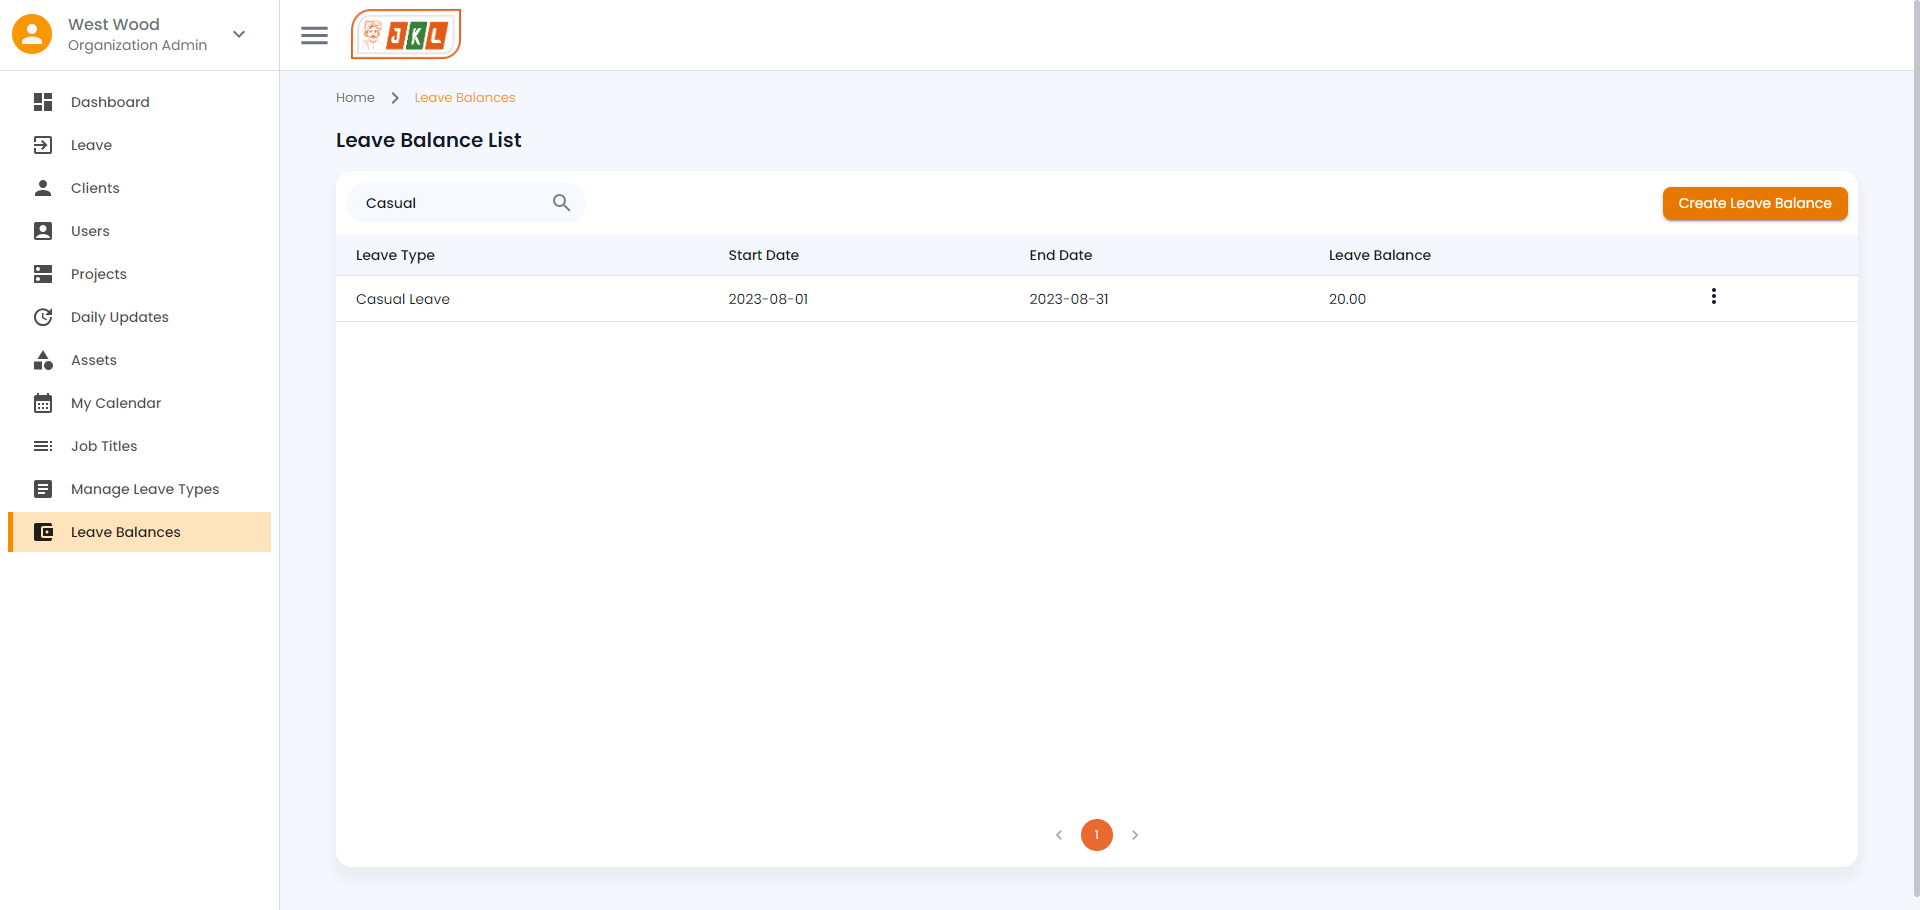 West Wood
Organization Admin
JKL
Dashboard
Leave
Clients
Users
Projects
Daily Updates
Assets
My Calendar
Job Titles
Manage Leave Types
Leave Balances
Home
Leave Balances
Leave Balance List
Casual
Create Leave Balance
Leave Type Start Date End Date Leave Balance
Casual Leave 2023-08-01 2023-08-31 20.00
1